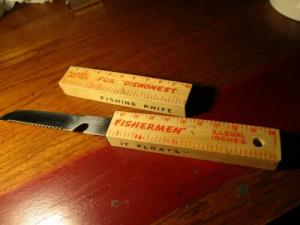 FOR "DISHONEST
FISHING KNIFE
FISHERMEN"
ILLEGAL
INCHES
IT FLOATS-